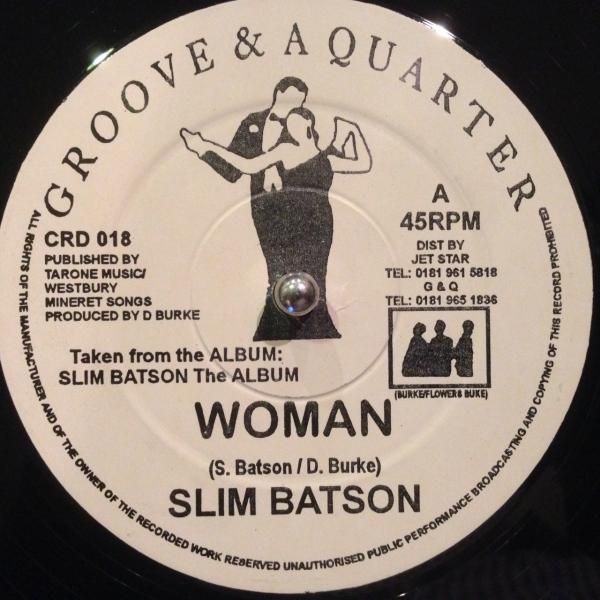 GROOVE & A QUARTER
A
45RPM
CRD 018
PUBLISHED BY
TARONE MUSIC/
WESTBURY
MINERET SONGS
PRODUCED BY D BURKE
DIST BY
JET STAR
TEL: 0181 961 5818
G & Q
TEL: 0181 965 1836
(BURKE/FLOWERS BUKE)
Taken from the ALBUM:
SLIM BATSON The ALBUM
WOMAN
(S. Batson / D. Burke)
SLIM BATSON
ALL RIGHTS OF THE MANUFACTURER AND OF THE OWNER OF THE RECORDED WORK RESERVED UNAUTHORISED PUBLIC PERFORMANCE BROADCASTING AND COPYING OF THIS RECORD PROHIBITED